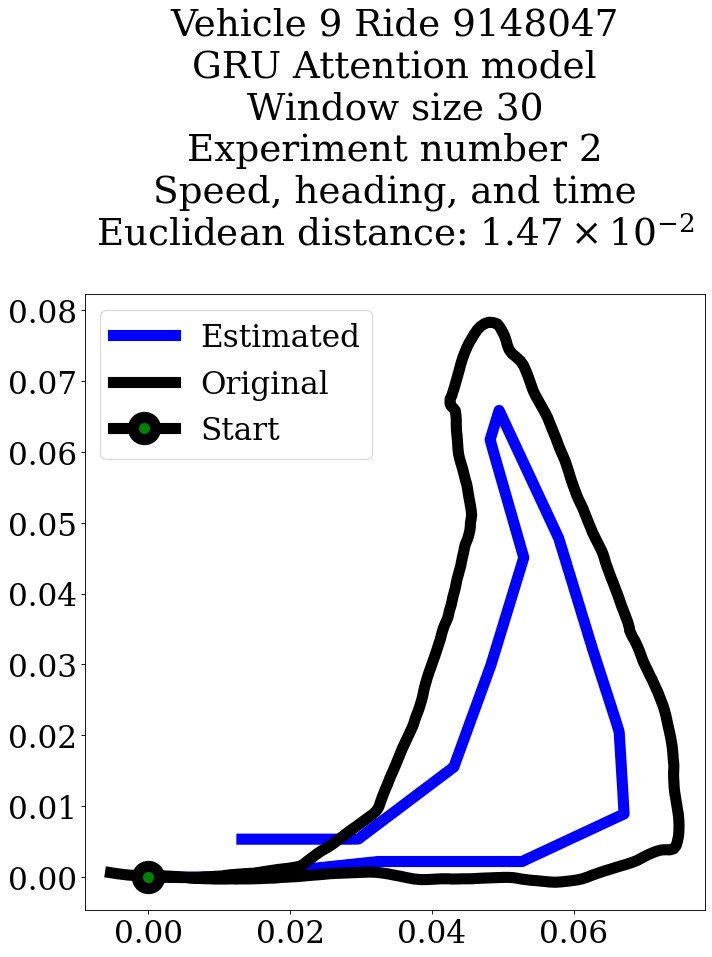 Vehicle 9 Ride 9148047
GRU Attention model
Window size 30
Experiment number 2
Speed, heading, and time
Euclidean distance: 1.47 × 10⁻²
Estimated
Original
Start
0.08
0.07
0.06
0.05
0.04
0.03
0.02
0.01
0.00
0.00 0.02 0.04 0.06